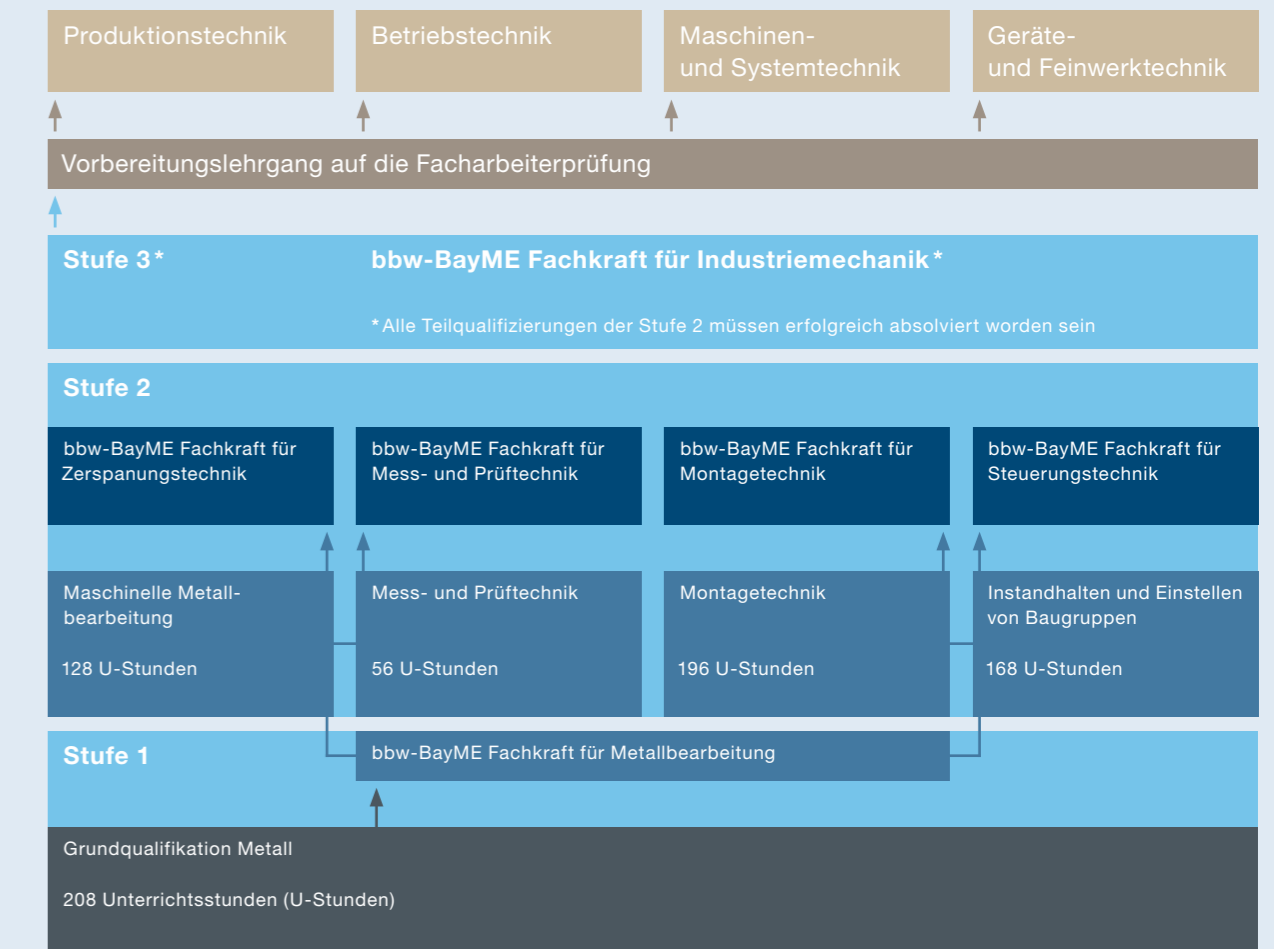 Produktionstechnik
Betriebstechnik
Maschinen-
und Systemtechnik
Geräte-
und Feinwerktechnik
Vorbereitungslehrgang auf die Facharbeiterprüfung
Stufe 3*
bbw-BayME Fachkraft für Industriemechanik*
*Alle Teilqualifizierungen der Stufe 2 müssen erfolgreich absolviert worden sein
Stufe 2
bbw-BayME Fachkraft für
Zerspanungstechnik
bbw-BayME Fachkraft für
Mess- und Prüftechnik
bbw-BayME Fachkraft für
Montagetechnik
bbw-BayME Fachkraft für
Steuerungstechnik
Maschinelle Metall-
bearbeitung
128 U-Stunden
Mess- und Prüftechnik
56 U-Stunden
Montagetechnik
196 U-Stunden
Instandhalten und Einstellen
von Baugruppen
168 U-Stunden
Stufe 1
bbw-BayME Fachkraft für Metallbearbeitung
Grundqualifikation Metall
208 Unterrichtsstunden (U-Stunden)